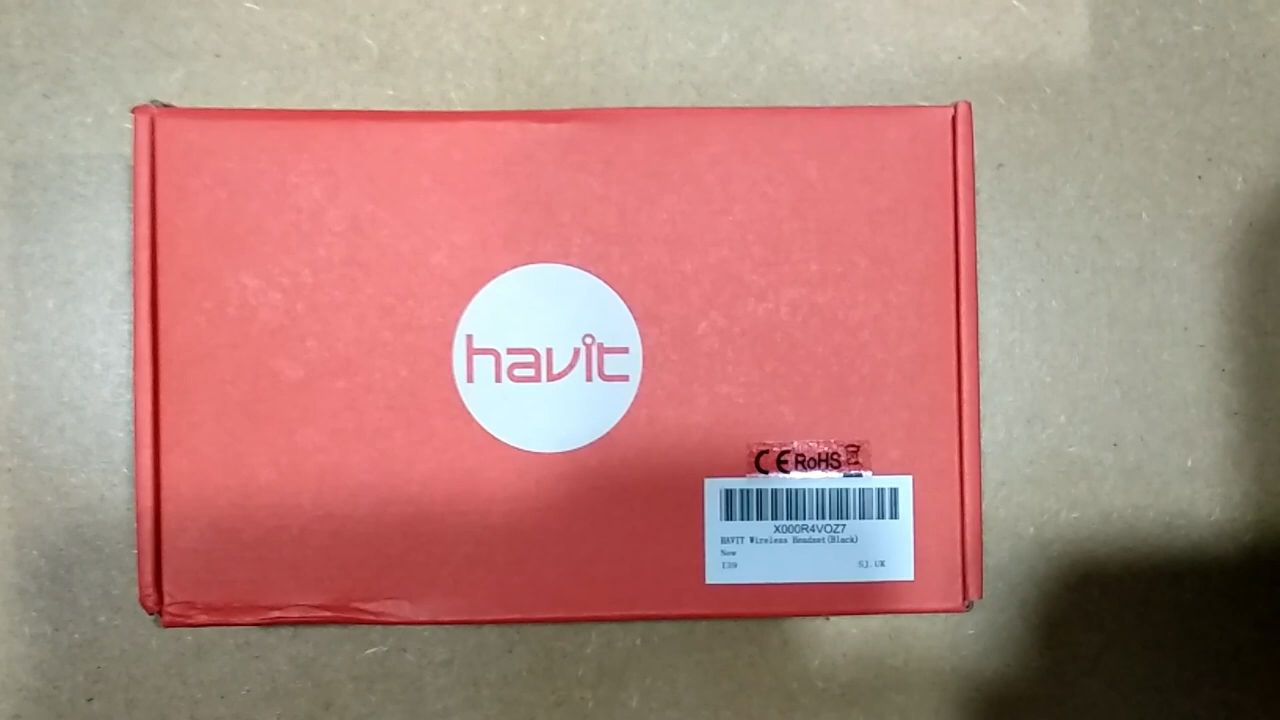 havit
CE RoHS
X000R4VOZ7
HAVIT Wireless Headset(Black)
New
I39
SJ.UK